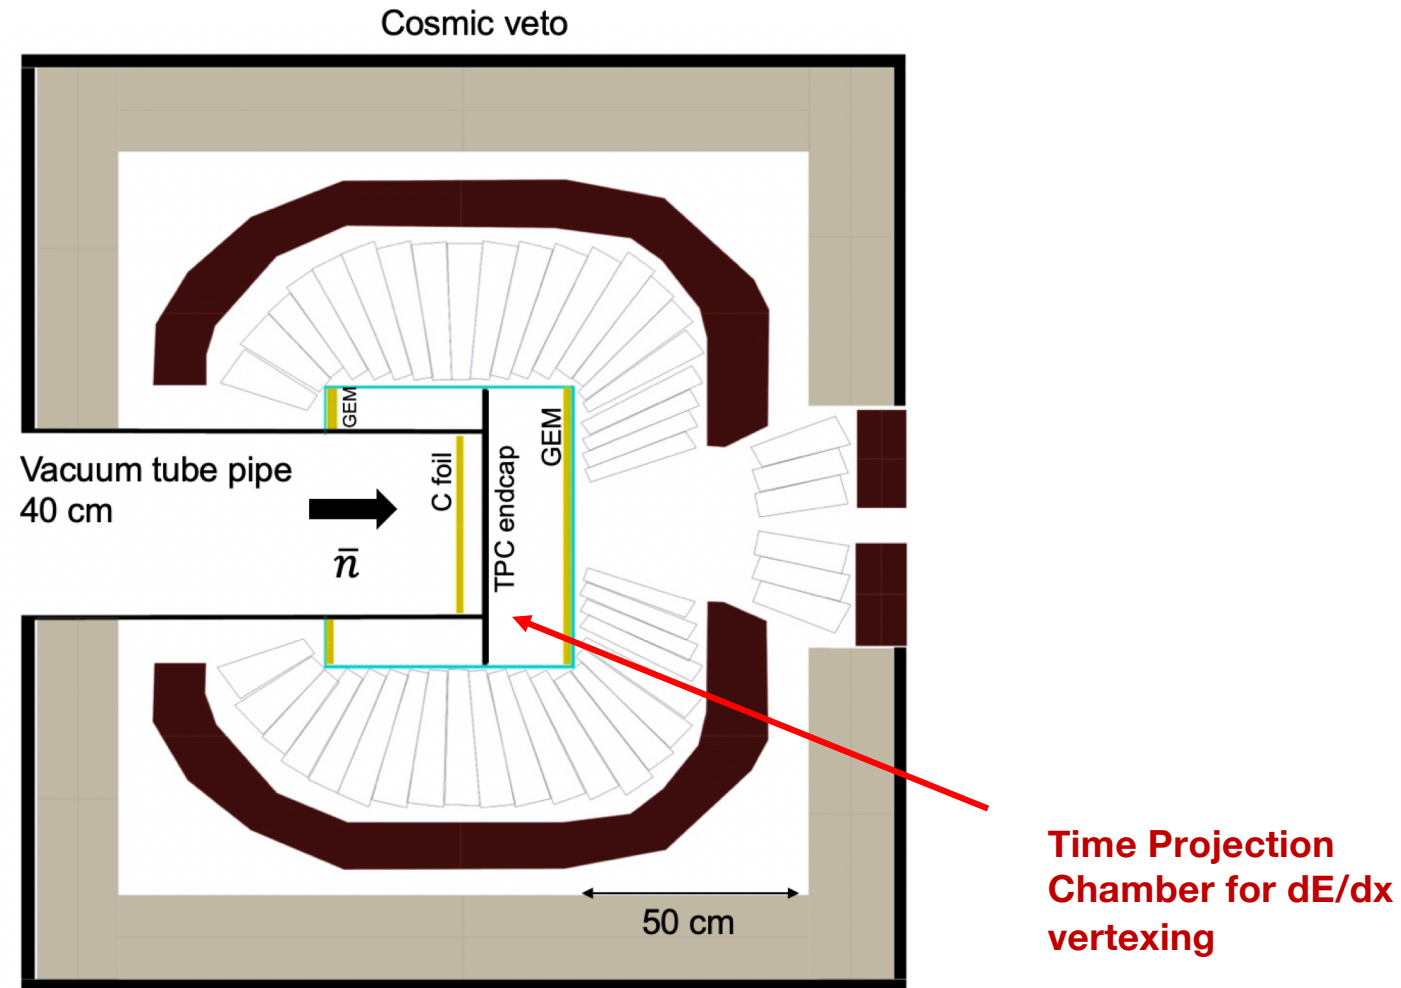 Cosmic veto
GEM
Vacuum tube pipe
40 cm
n̄
C foil
TPC endcap
GEM
50 cm
Time Projection
Chamber for dE/dx
vertexing